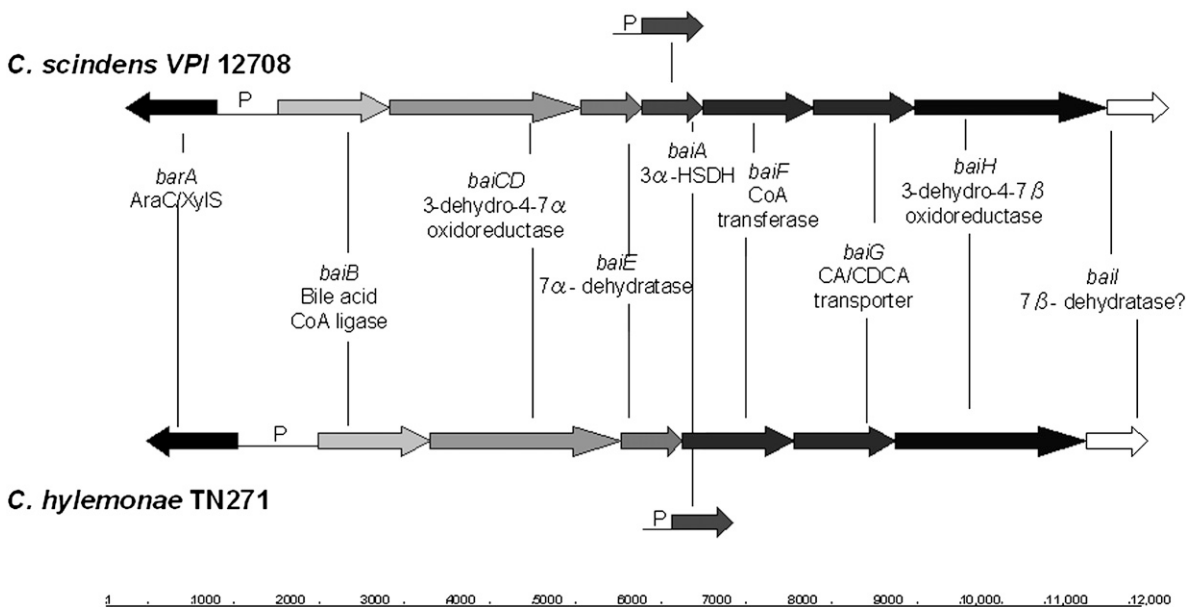 P
C. scindens VPI 12708
P
barA
AraC/XylS
baiB
Bile acid
CoA ligase
baiCD
3-dehydro-4-7α
oxidoreductase
baiE
7α- dehydratase
baiA
3α-HSDH
baiF
CoA
transferase
baiG
CA/CDCA
transporter
baiH
3-dehydro-4-7β
oxidoreductase
baiI
7β- dehydratase?
P
C. hylemonae TN271
P
1 . 1000 . 2000 . 3000 . 4000 . 5000 . 6000 . 7,000 . 8000 . 9000 . 10,000 . 11,000 . 12,000